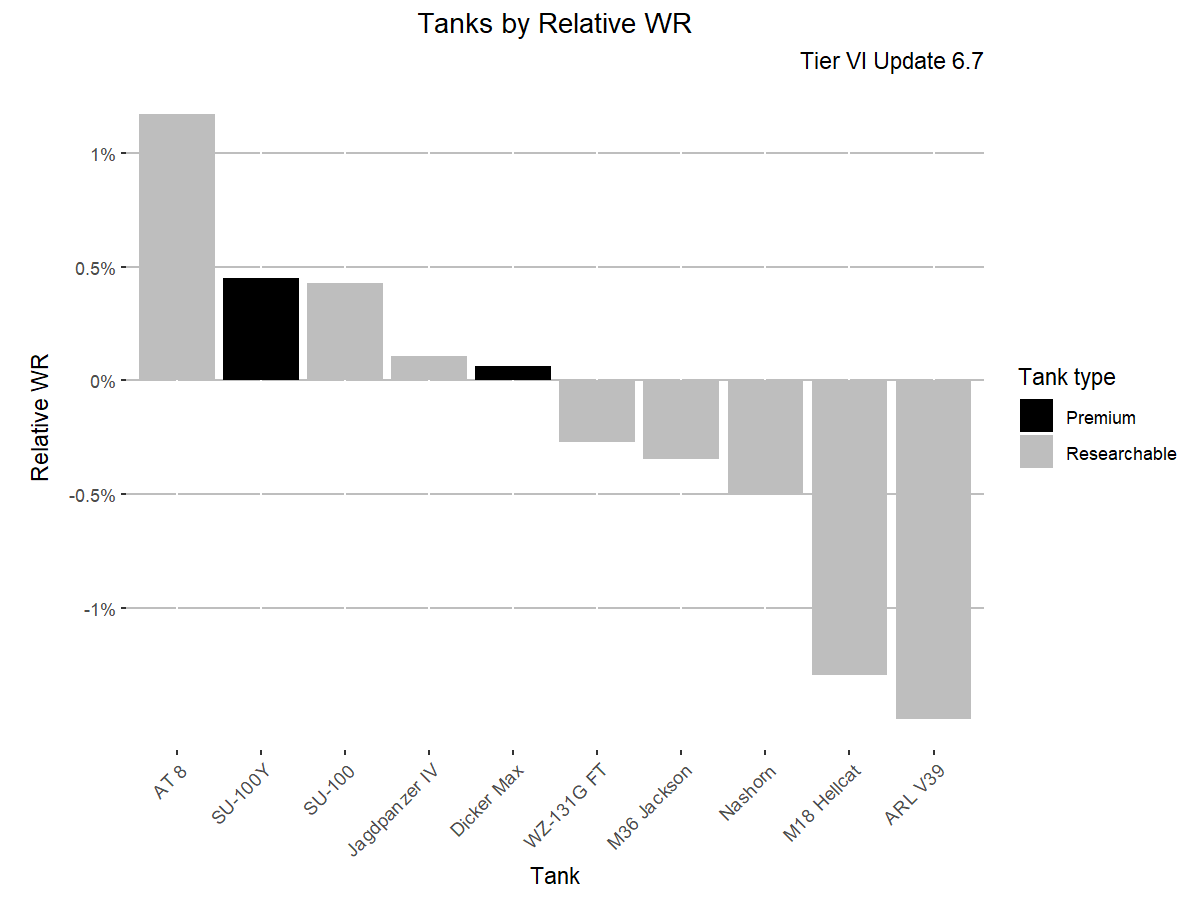 Tanks by Relative WR
Tier VI Update 6.7
1%
0.5%
0%
-0.5%
-1%
Relative WR
AT 8
SU-100Y
SU-100
Jagdpanzer IV
Dicker Max
WZ-131G FT
M36 Jackson
Nashorn
M18 Hellcat
ARL V39
Tank
Tank type
Premium
Researchable